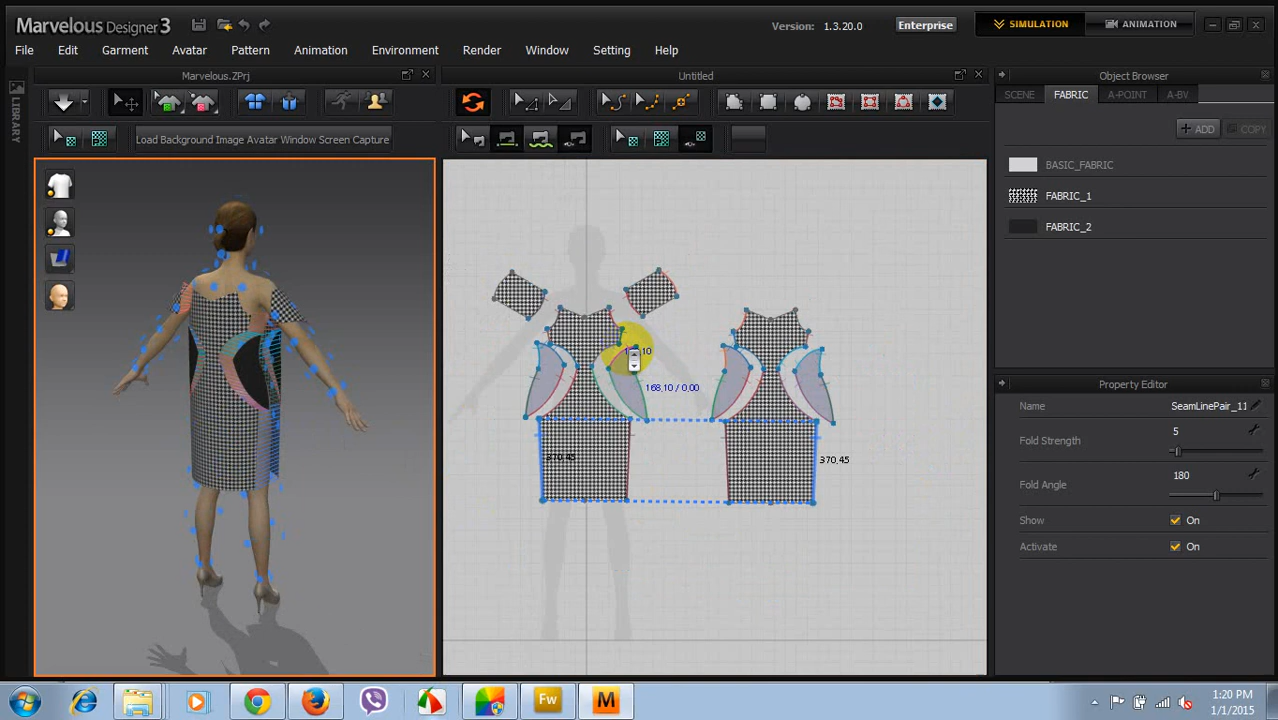 Marvelous Designer 3
Version: 1.3.20.0
Enterprise
SIMULATION
ANIMATION
File Edit Garment Avatar Pattern Animation Environment Render Window Setting Help
LIBRARY
Marvelous.ZPrj
Untitled
Object Browser
SCENE FABRIC A-POINT A-BV
ADD COPY
Load Background Image Avatar Window Screen Capture
BASIC_FABRIC
FABRIC_1
FABRIC_2
168.10 / 0.00
370.45
370.45
Property Editor
Name SeamLinePair_11
Fold Strength 5
Fold Angle 180
Show On
Activate On
Fw
M
1:20 PM
1/1/2015